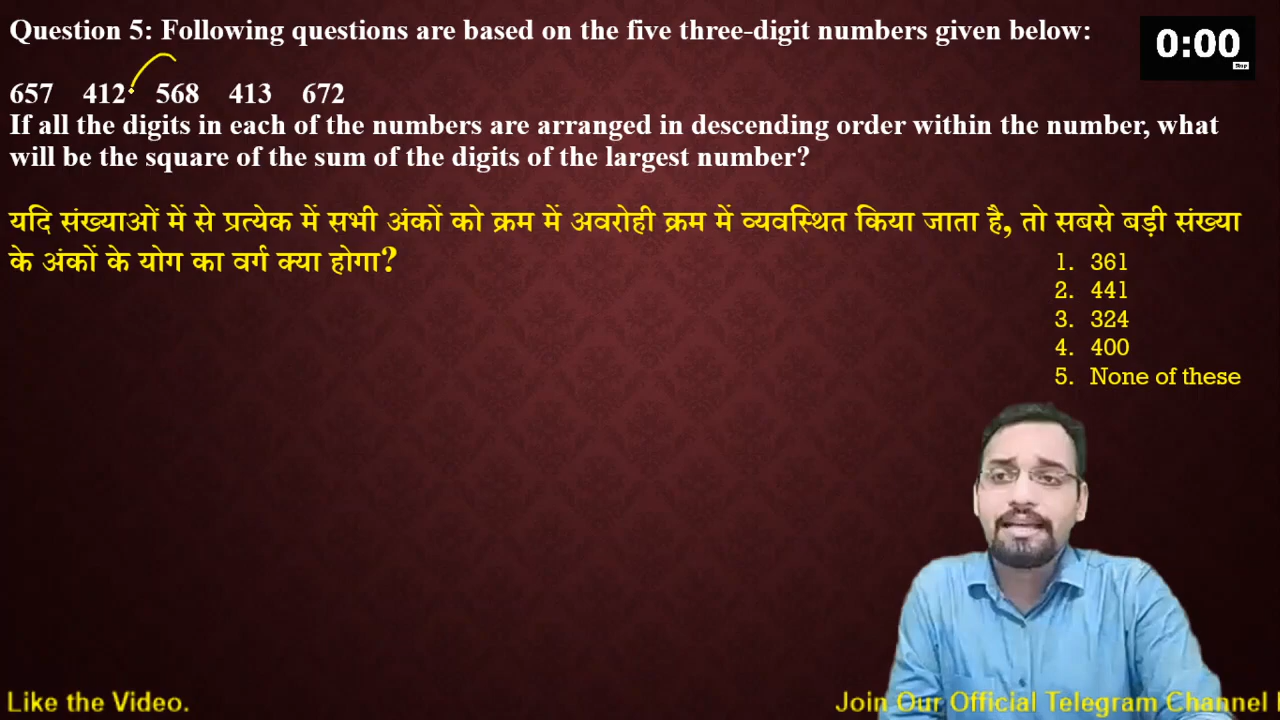 Question 5: Following questions are based on the five three-digit numbers given below:
0:00
Stop
657 412 568 413 672
If all the digits in each of the numbers are arranged in descending order within the number, what
will be the square of the sum of the digits of the largest number?
यदि संख्याओं में से प्रत्येक में सभी अंकों को क्रम में अवरोही क्रम में व्यवस्थित किया जाता है, तो सबसे बड़ी संख्या
के अंकों के योग का वर्ग क्या होगा?
1. 361
2. 441
3. 324
4. 400
5. None of these
Like the Video.
Join Our Official Telegram Channel